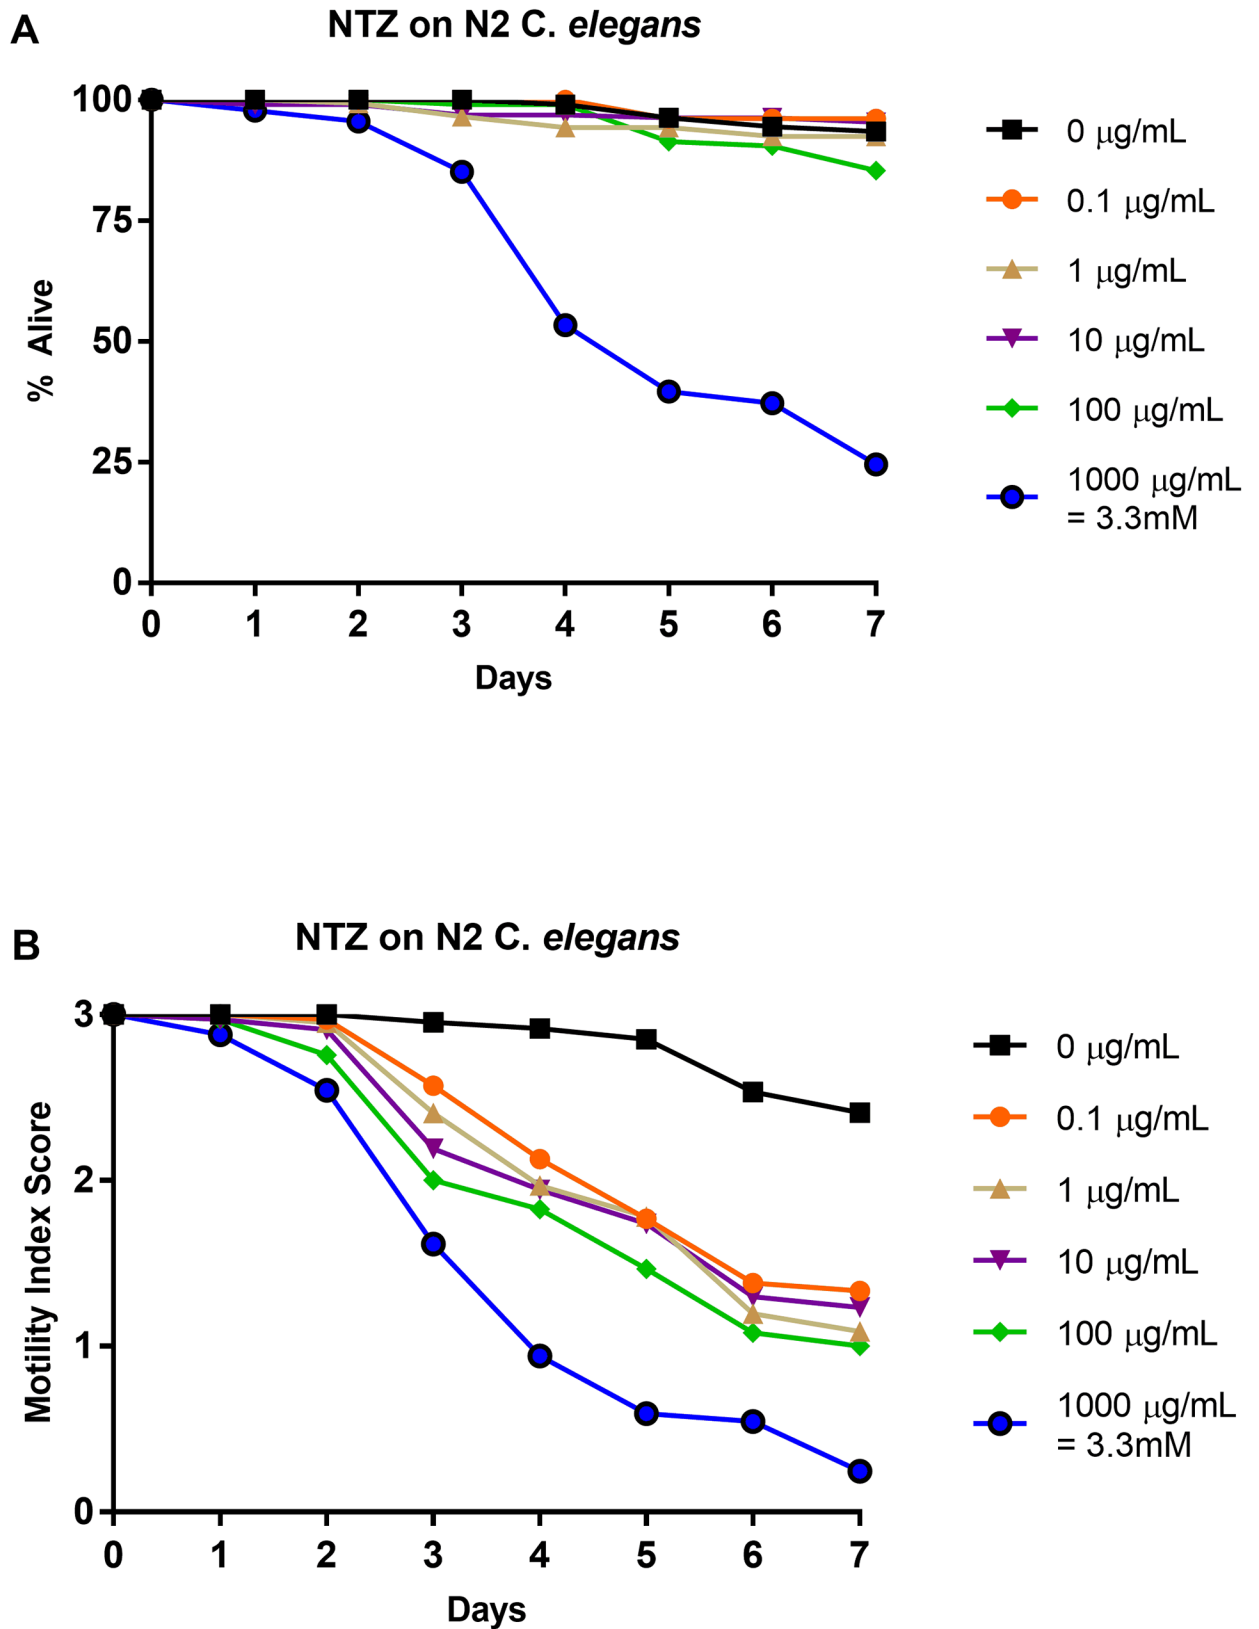 A
NTZ on N2 C. elegans
100
75
50
25
0
% Alive
0 1 2 3 4 5 6 7
Days
0 μg/mL
0.1 μg/mL
1 μg/mL
10 μg/mL
100 μg/mL
1000 μg/mL
= 3.3mM
B
NTZ on N2 C. elegans
3
2
1
0
Motility Index Score
0 1 2 3 4 5 6 7
Days
0 μg/mL
0.1 μg/mL
1 μg/mL
10 μg/mL
100 μg/mL
1000 μg/mL
= 3.3mM